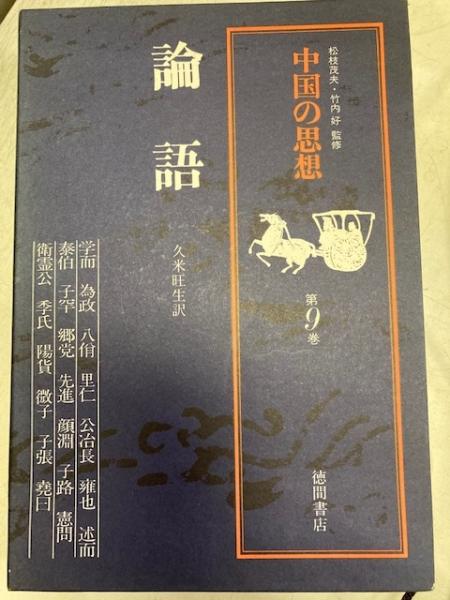 松枝茂夫・竹内好 監修
中国の思想
第9巻
徳間書店
論語
久米旺生訳
学而 為政 八佾 里仁 公冶長 雍也 述而
泰伯 子罕 郷党 先進 顔淵 子路 憲問
衛霊公 季氏 陽貨 微子 子張 堯曰